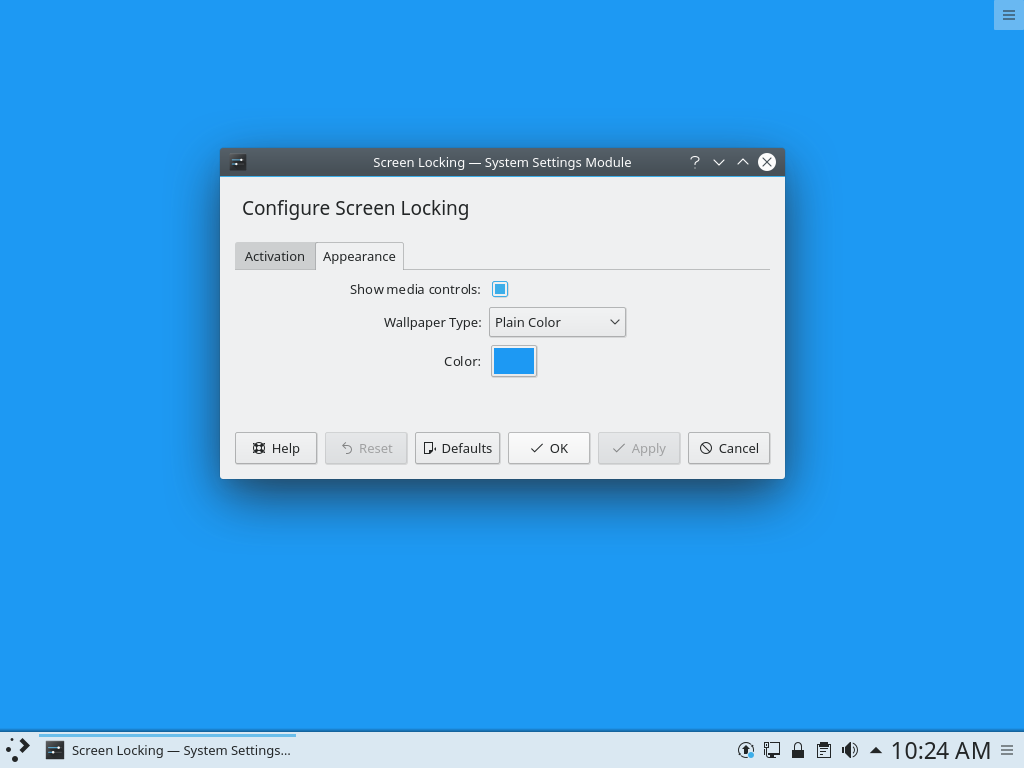 Screen Locking — System Settings Module
Configure Screen Locking
Activation Appearance
Show media controls:
Wallpaper Type: Plain Color
Color:
Help Reset Defaults OK Apply Cancel
Screen Locking — System Settings... 10:24 AM